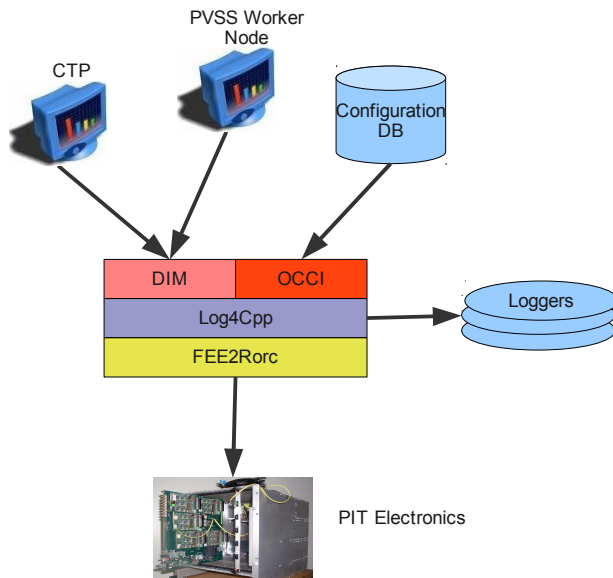 PVSS Worker
Node
CTP
Configuration
DB
DIM
OCCI
Log4Cpp
FEE2Rorc
Loggers
PIT Electronics